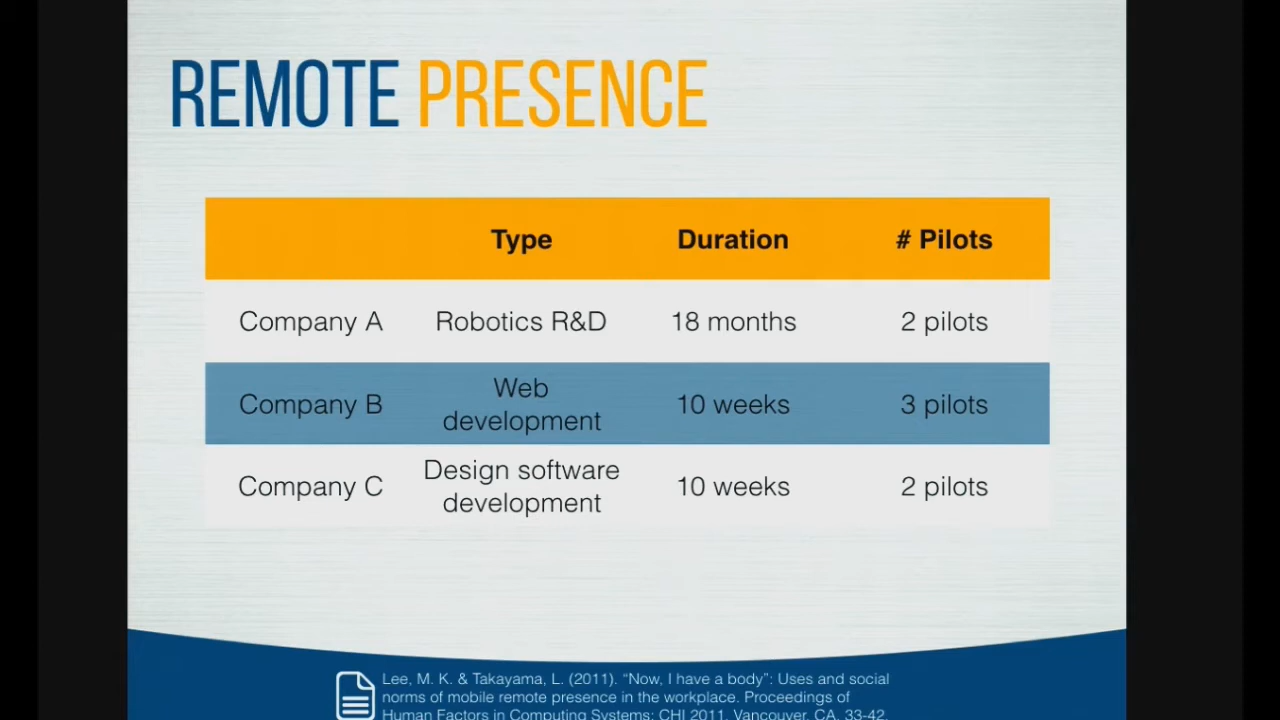 REMOTE PRESENCE
Type Duration # Pilots
Company A Robotics R&D 18 months 2 pilots
Company B Web development 10 weeks 3 pilots
Company C Design software development 10 weeks 2 pilots
Lee, M. K. & Takayama, L. (2011). “Now, I have a body”: Uses and social
norms of mobile remote presence in the workplace. Proceedings of
Human Factors in Computing Systems: CHI 2011, Vancouver, CA, 33-42.